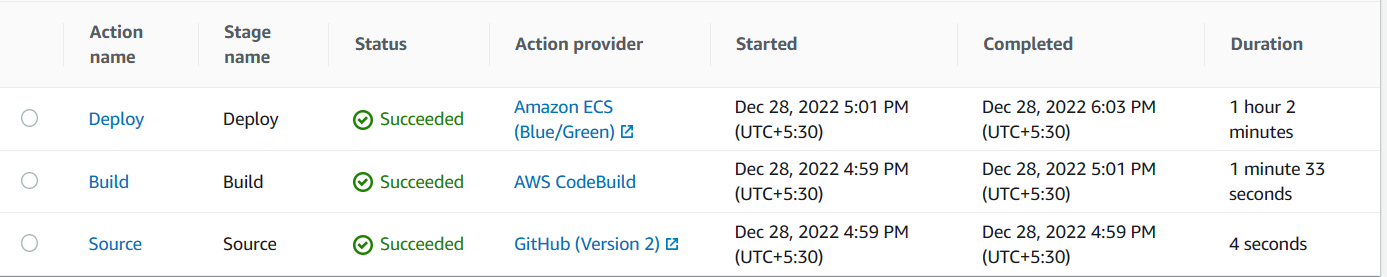 Action name
Stage name
Status
Action provider
Started
Completed
Duration
Deploy
Deploy
Succeeded
Amazon ECS
(Blue/Green)
Dec 28, 2022 5:01 PM
(UTC+5:30)
Dec 28, 2022 6:03 PM
(UTC+5:30)
1 hour 2
minutes
Build
Build
Succeeded
AWS CodeBuild
Dec 28, 2022 4:59 PM
(UTC+5:30)
Dec 28, 2022 5:01 PM
(UTC+5:30)
1 minute 33
seconds
Source
Source
Succeeded
GitHub (Version 2)
Dec 28, 2022 4:59 PM
(UTC+5:30)
Dec 28, 2022 4:59 PM
(UTC+5:30)
4 seconds